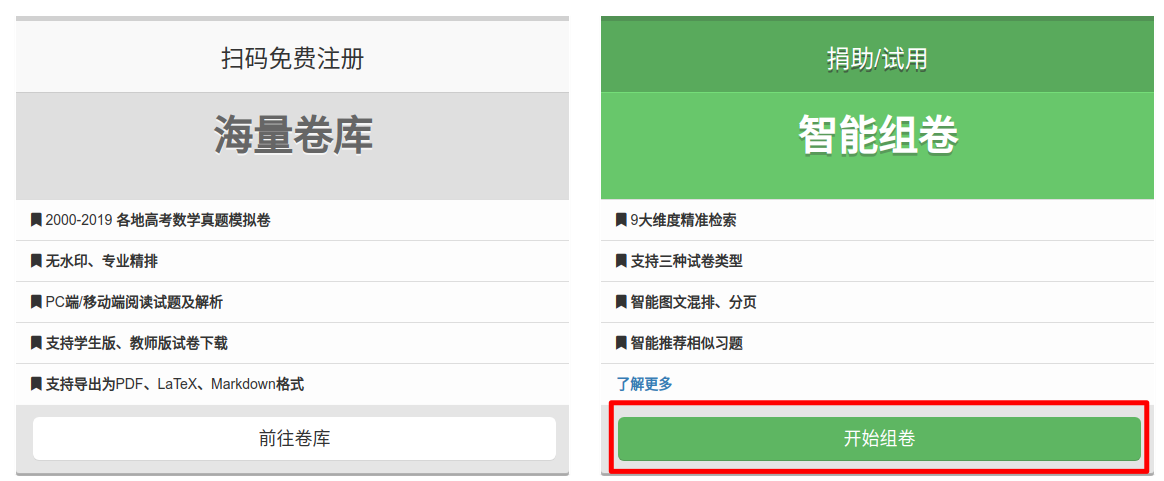 扫码免费注册
海量卷库
2000-2019 各地高考数学真题模拟卷
无水印、专业精排
PC端/移动端阅读试题及解析
支持学生版、教师版试卷下载
支持导出为PDF、LaTeX、Markdown格式
前往卷库
捐助/试用
智能组卷
9大维度精准检索
支持三种试卷类型
智能图文混排、分页
智能推荐相似习题
了解更多
开始组卷